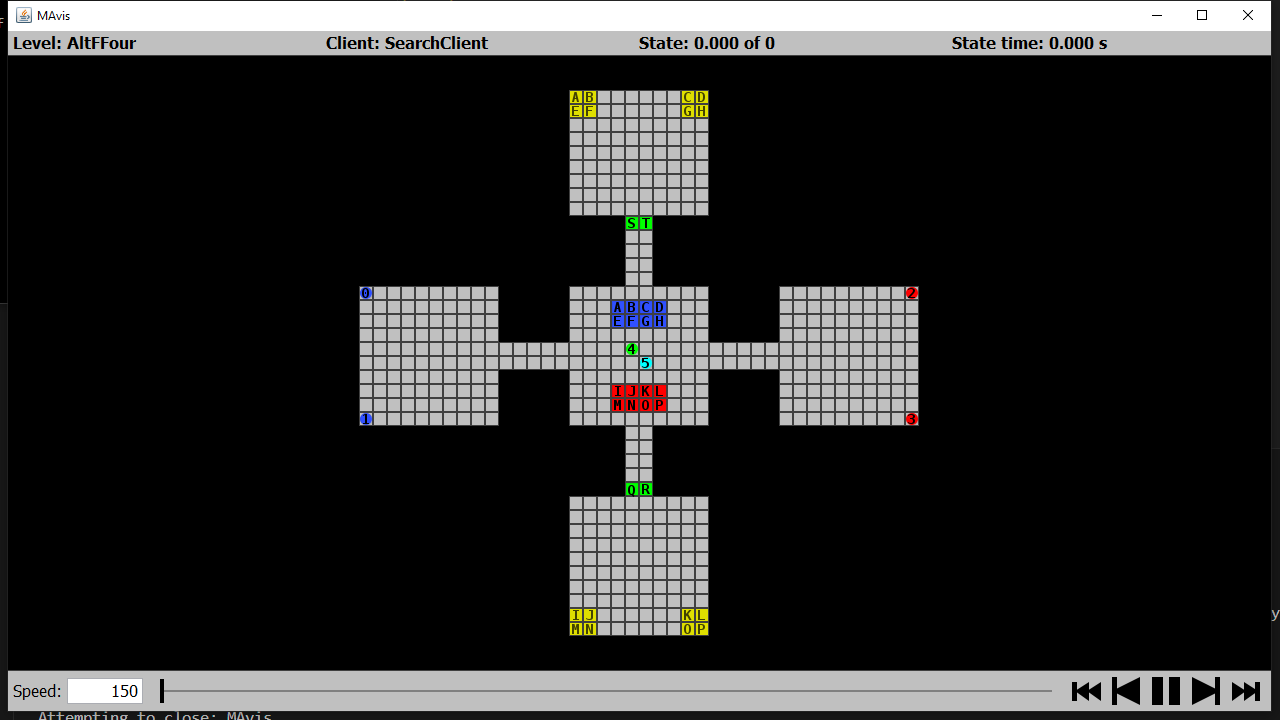 MAvis
Level: AltFFour Client: SearchClient State: 0.000 of 0 State time: 0.000 s
A B C D
E F G H
S T
0 2
A B C D
E F G H
4
5
I J K L
M N O P
1 3
Q R
I J K L
M N O P
y
Speed: 150
Attempting to close: MAvis